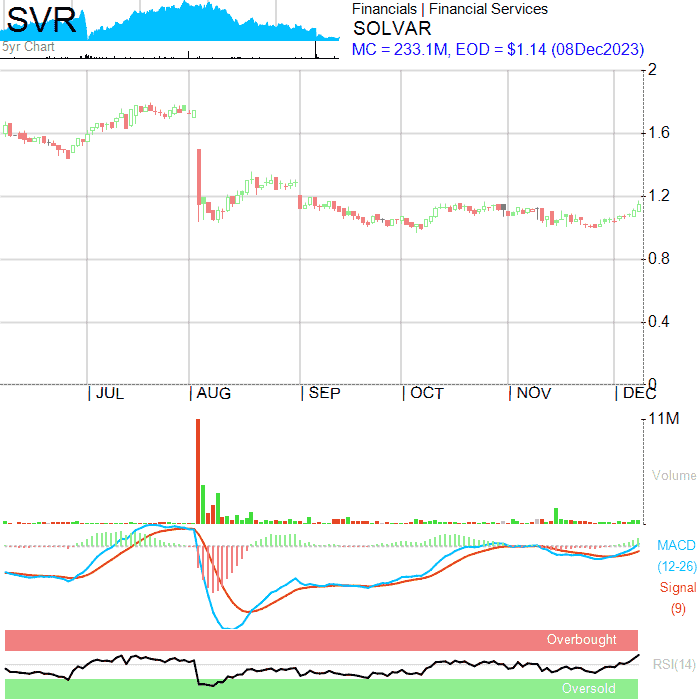 SVR
5yr Chart
Financials | Financial Services
SOLVAR
MC = 233.1M, EOD = $1.14 (08Dec2023)
2
1.6
1.2
0.8
0.4
0
| JUL | AUG | SEP | OCT | NOV | DEC
11M
Volume
MACD
(12-26)
Signal
(9)
Overbought
RSI(14)
Oversold